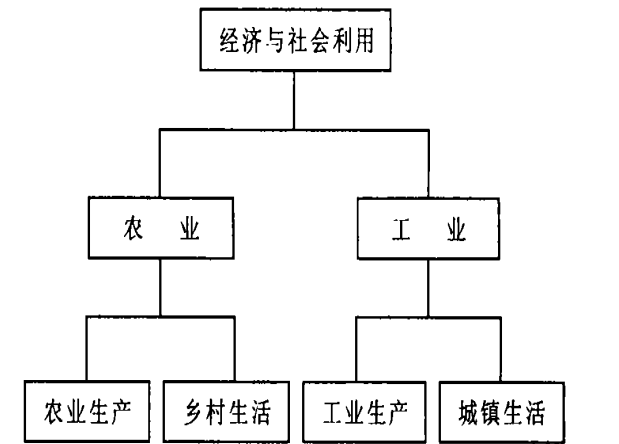 经济与社会利用
农业
工业
农业生产
乡村生活
工业生产
城镇生活